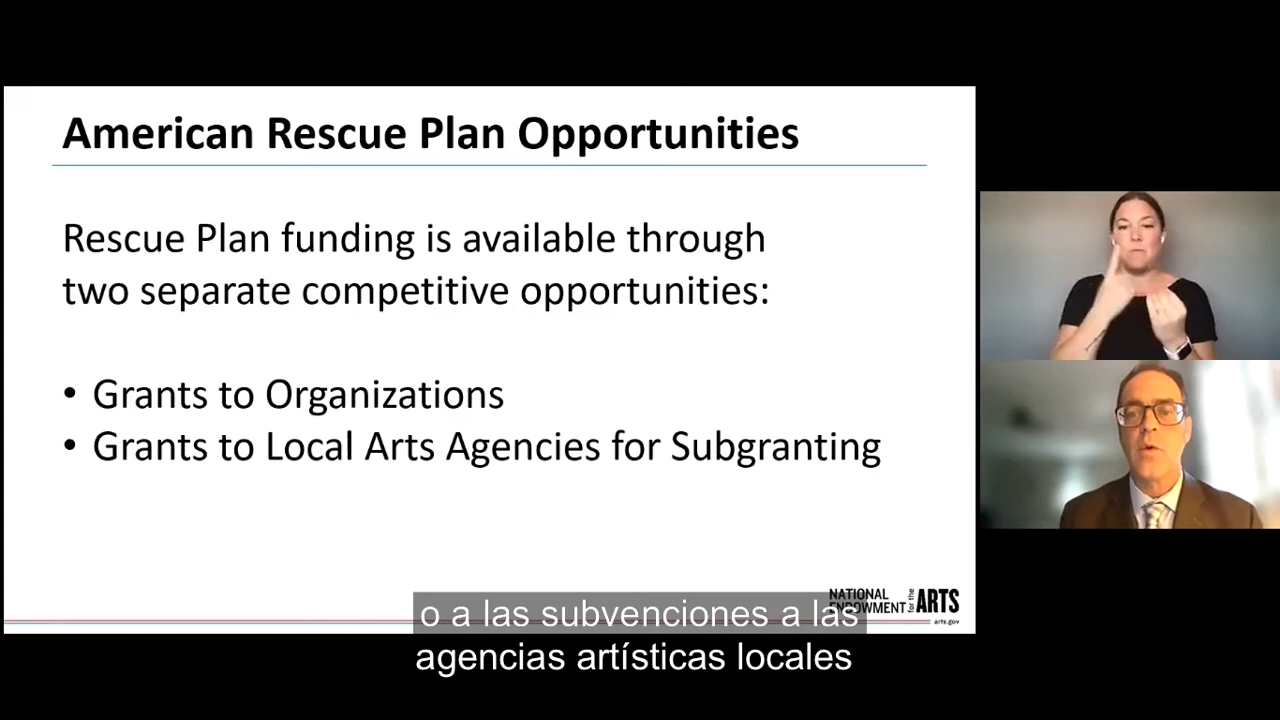 American Rescue Plan Opportunities
Rescue Plan funding is available through
two separate competitive opportunities:
• Grants to Organizations
• Grants to Local Arts Agencies for Subgranting
NATIONAL
ENDOWMENT
for the
ARTS
arts.gov
o a las subvenciones a las
agencias artísticas locales